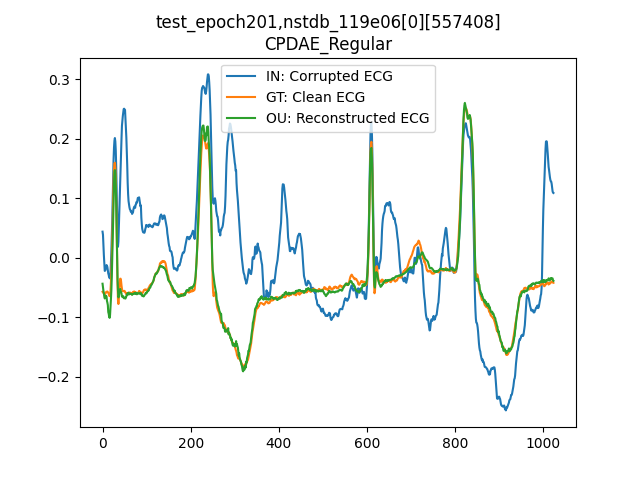 test_epoch201,nstdb_119e06[0][557408]
CPDAE_Regular
IN: Corrupted ECG
GT: Clean ECG
OU: Reconstructed ECG
0.3
0.2
0.1
0.0
−0.1
−0.2
0
200
400
600
800
1000